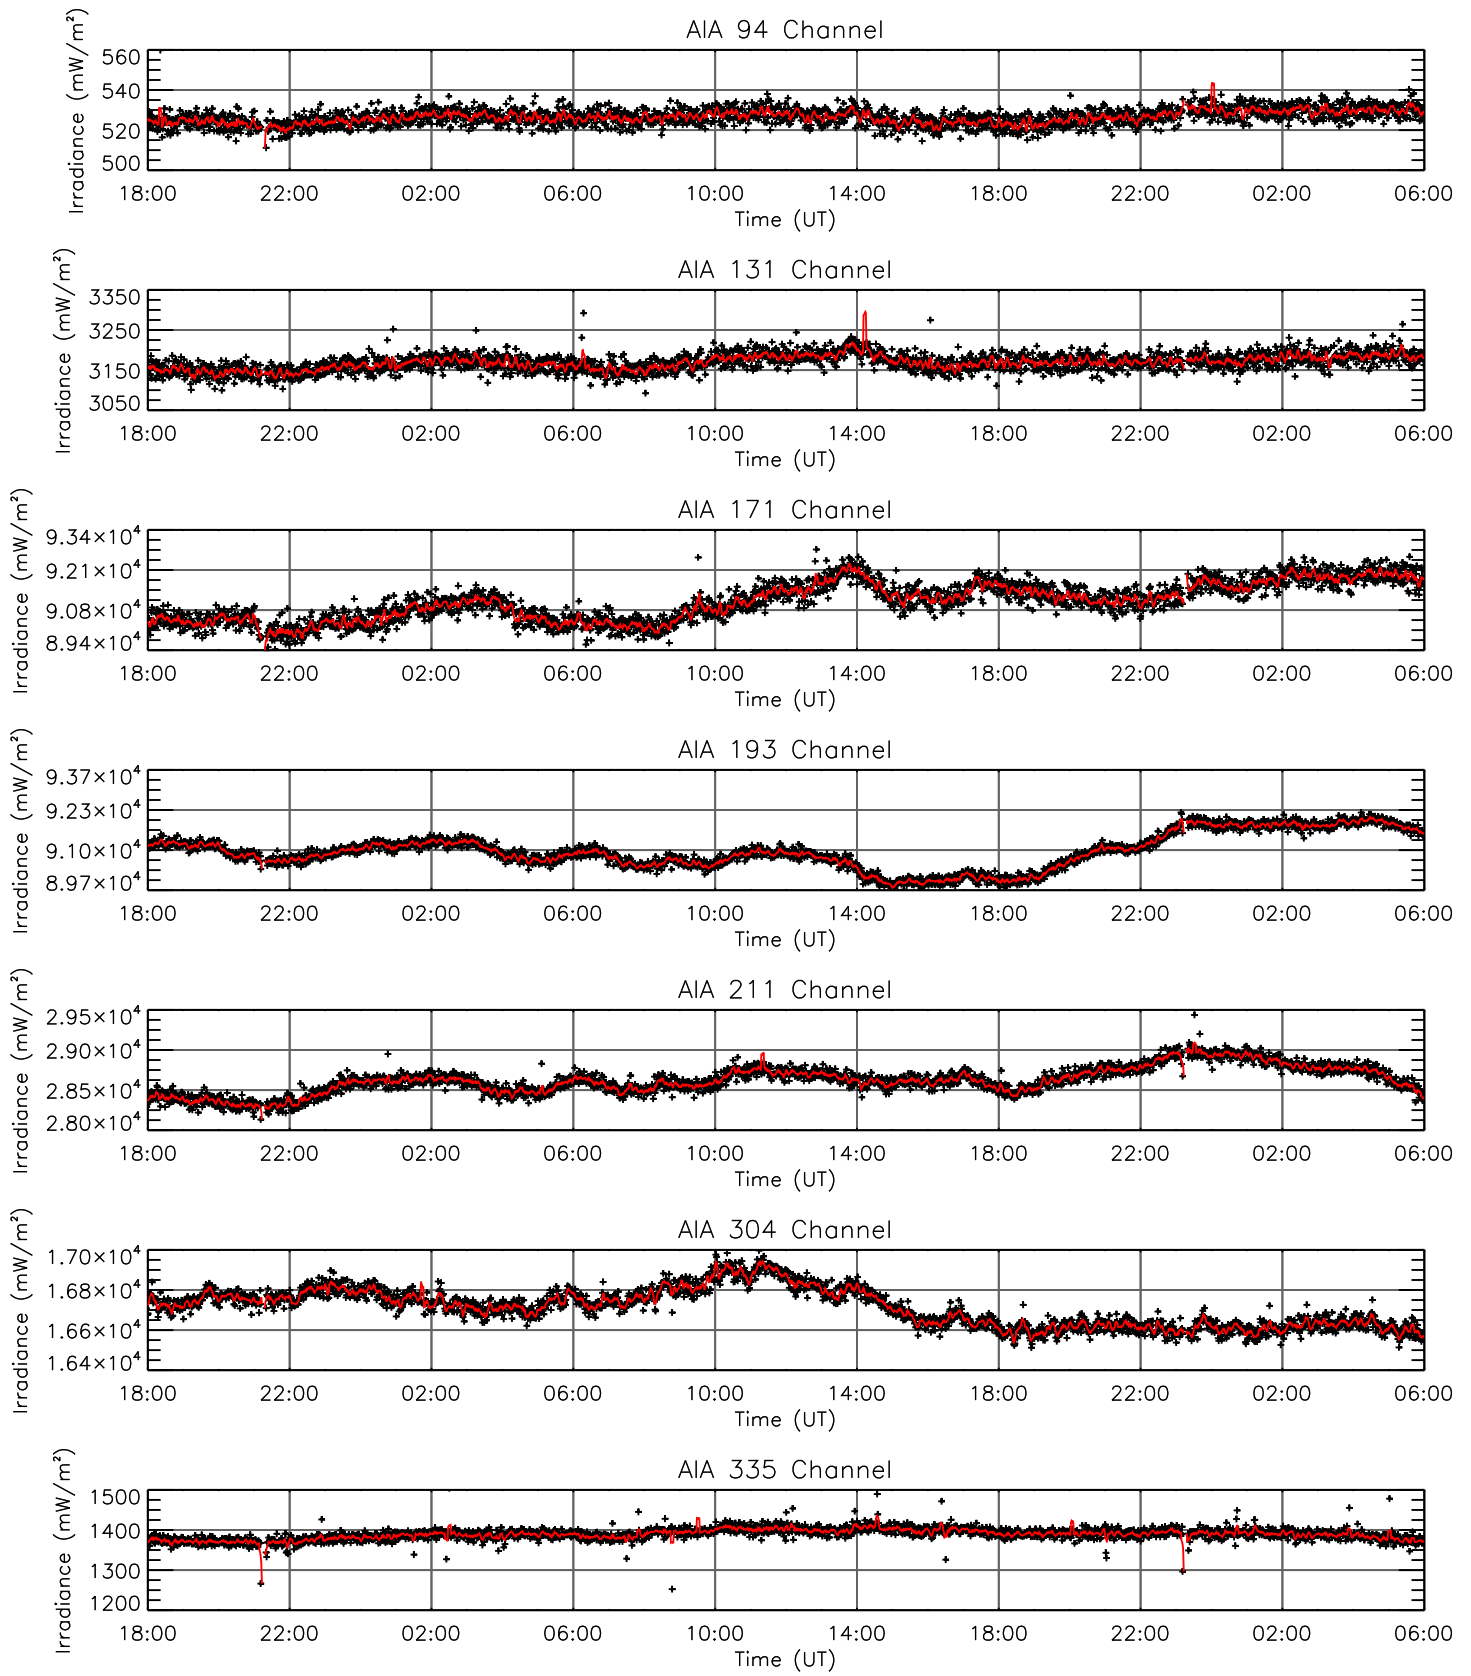 AIA 94 Channel
Irradiance (mW/m²)
560
540
520
500
18:00 22:00 02:00 06:00 10:00 14:00 18:00 22:00 02:00 06:00
Time (UT)
AIA 131 Channel
Irradiance (mW/m²)
3350
3250
3150
3050
18:00 22:00 02:00 06:00 10:00 14:00 18:00 22:00 02:00 06:00
Time (UT)
AIA 171 Channel
Irradiance (mW/m²)
9.34×10⁴
9.21×10⁴
9.08×10⁴
8.94×10⁴
18:00 22:00 02:00 06:00 10:00 14:00 18:00 22:00 02:00 06:00
Time (UT)
AIA 193 Channel
Irradiance (mW/m²)
9.37×10⁴
9.23×10⁴
9.10×10⁴
8.97×10⁴
18:00 22:00 02:00 06:00 10:00 14:00 18:00 22:00 02:00 06:00
Time (UT)
AIA 211 Channel
Irradiance (mW/m²)
2.95×10⁴
2.90×10⁴
2.85×10⁴
2.80×10⁴
18:00 22:00 02:00 06:00 10:00 14:00 18:00 22:00 02:00 06:00
Time (UT)
AIA 304 Channel
Irradiance (mW/m²)
1.70×10⁴
1.68×10⁴
1.66×10⁴
1.64×10⁴
18:00 22:00 02:00 06:00 10:00 14:00 18:00 22:00 02:00 06:00
Time (UT)
AIA 335 Channel
Irradiance (mW/m²)
1500
1400
1300
1200
18:00 22:00 02:00 06:00 10:00 14:00 18:00 22:00 02:00 06:00
Time (UT)